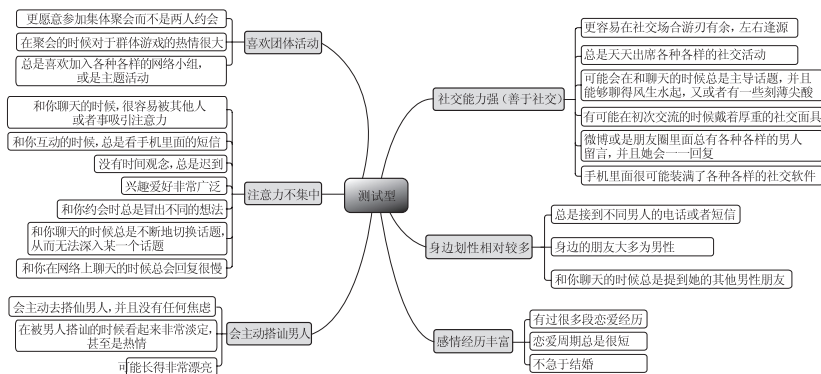 测试型
喜欢团体活动
更愿意参加集体聚会而不是两人约会
在聚会的时候对于群体游戏的热情很大
总是喜欢加入各种各样的网络小组,
或是主题活动
注意力不集中
和你聊天的时候,很容易被其他人
或者事吸引注意力
和你互动的时候,总是看手机里面的短信
没有时间观念,总是迟到
兴趣爱好非常广泛
和你约会时总是冒出不同的想法
和你聊天的时候总是不断地切换话题,
从而无法深入某一个话题
和你在网络上聊天的时候总会回复很慢
会主动搭讪男人
会主动去搭仙男人,并且没有任何焦虑
在被男人搭讪的时候看起来非常淡定,
甚至是热情
可能长得非常漂亮
社交能力强(善于社交)
更容易在社交场合游刃有余,左右逢源
总是天天出席各种各样的社交活动
可能会在和聊天的时候总是主导话题,并且
能够聊得风生水起,又或者有一些刻薄尖酸
有可能在初次交流的时候戴着厚重的社交面具
微博或是朋友圈里面总有各种各样的男人
留言,并且她会一一回复
手机里面很可能装满了各种各样的社交软件
身边划性相对较多
总是接到不同男人的电话或者短信
身边的朋友大多为男性
和你聊天的时候总是提到她的其他男性朋友
感情经历丰富
有过很多段恋爱经历
恋爱周期总是很短
不急于结婚